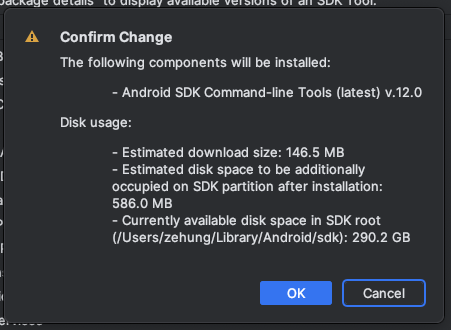 package details" to display available versions of an SDK Tool.
Confirm Change
The following components will be installed:
- Android SDK Command-line Tools (latest) v.12.0
Disk usage:
- Estimated download size: 146.5 MB
- Estimated disk space to be additionally
occupied on SDK partition after installation:
586.0 MB
- Currently available disk space in SDK root
(/Users/zehung/Library/Android/sdk): 290.2 GB
OK
Cancel